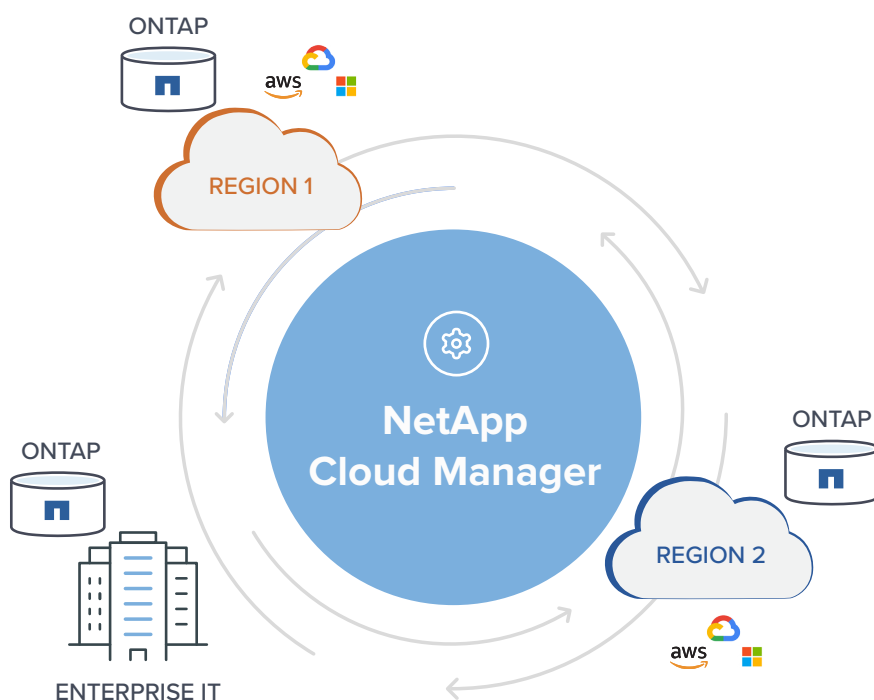 ONTAP
aws
REGION 1
NetApp
Cloud Manager
ONTAP
ONTAP
REGION 2
aws
ENTERPRISE IT